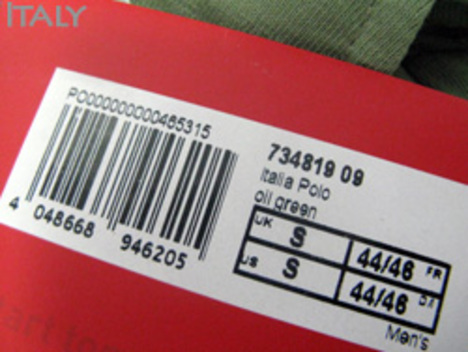 ITALY
PO000000000465315
4 048668 946205
734819 09
Italia Polo
oil green
UK S 44/46 FR
US S 44/46 D.I
Men's